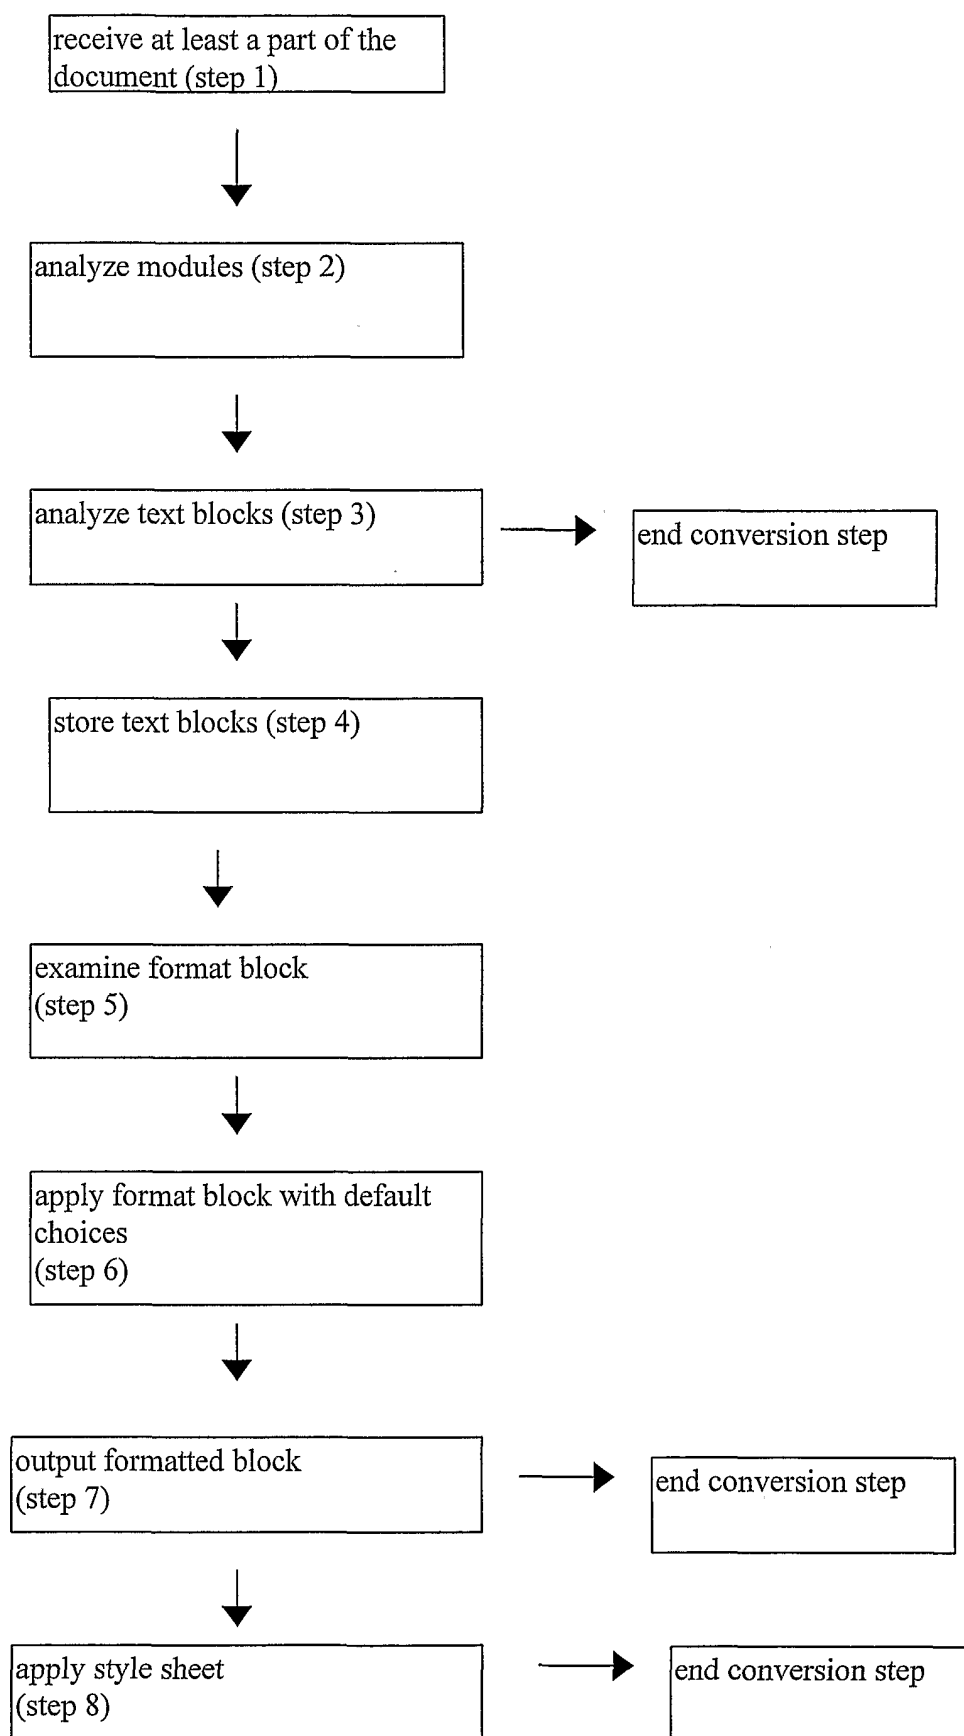 receive at least a part of the
document (step 1)
analyze modules (step 2)
analyze text blocks (step 3)
end conversion step
store text blocks (step 4)
examine format block
(step 5)
apply format block with default
choices
(step 6)
output formatted block
(step 7)
end conversion step
apply style sheet
(step 8)
end conversion step